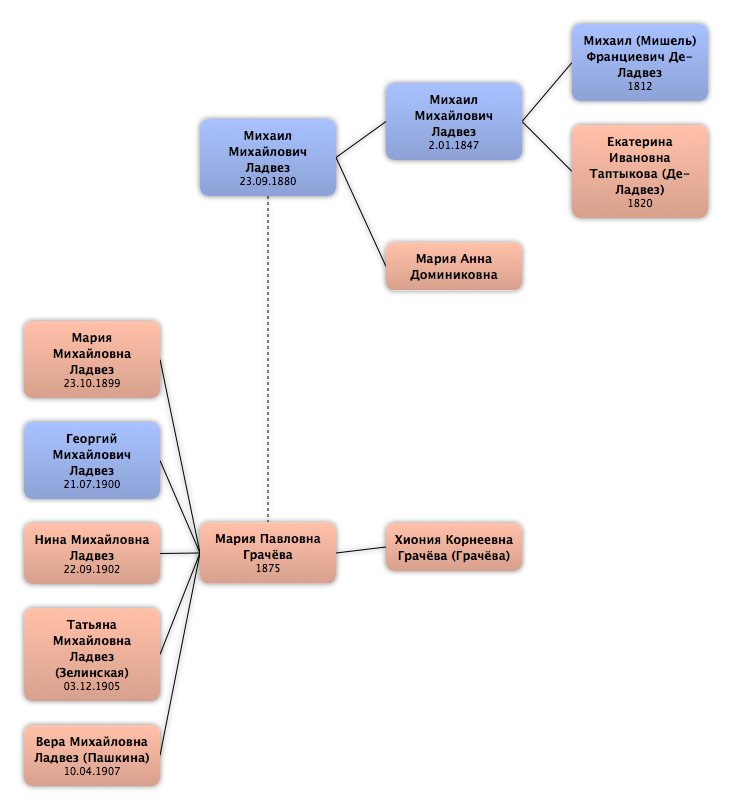 Михаил (Мишель)
Францевич Де-
Ладвез
1812
Михаил
Михайлович
Ладвез
2.01.1847
Михаил
Михайлович
Ладвез
23.09.1880
Екатерина
Ивановна
Таптыкова (Де-
Ладвез)
1820
Мария Анна
Доминиковна
Мария
Михайловна
Ладвез
23.10.1899
Георгий
Михайлович
Ладвез
21.07.1900
Нина Михайловна
Ладвез
22.09.1902
Мария Павловна
Грачёва
1875
Хиония Корнеевна
Грачёва (Грачёва)
Татьяна
Михайловна
Ладвез
(Зелинская)
03.12.1905
Вера Михайловна
Ладвез (Пашкина)
10.04.1907